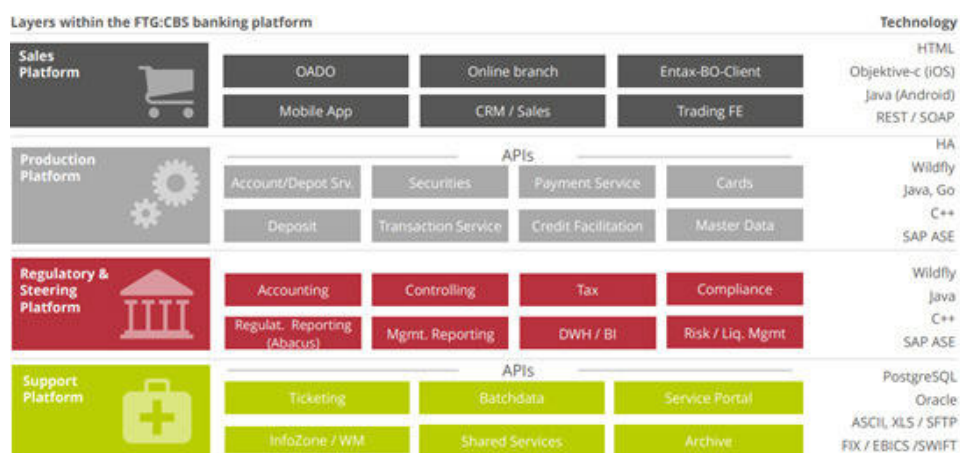 Layers within the FTG:CBS banking platform
Technology
Sales
Platform
OADO
Online branch
Entax-BO-Client
Mobile App
CRM / Sales
Trading FE
HTML
Objektive-c (iOS)
Java (Android)
REST / SOAP
Production
Platform
APIs
Account/Depot Srv.
Securities
Payment Service
Cards
Deposit
Transaction Service
Credit Facilitation
Master Data
HA
Wildfly
Java, Go
C++
SAP ASE
Regulatory &
Steering
Platform
Accounting
Controlling
Tax
Compliance
Regulat. Reporting
(Abacus)
Mgmt. Reporting
DWH / BI
Risk / Liq. Mgmt
Wildfly
Java
C++
SAP ASE
Support
Platform
APIs
Ticketing
Batchdata
Service Portal
InfoZone / WM
Shared Services
Archive
PostgreSQL
Oracle
ASCII, XLS / SFTP
FIX / EBICS /SWIFT